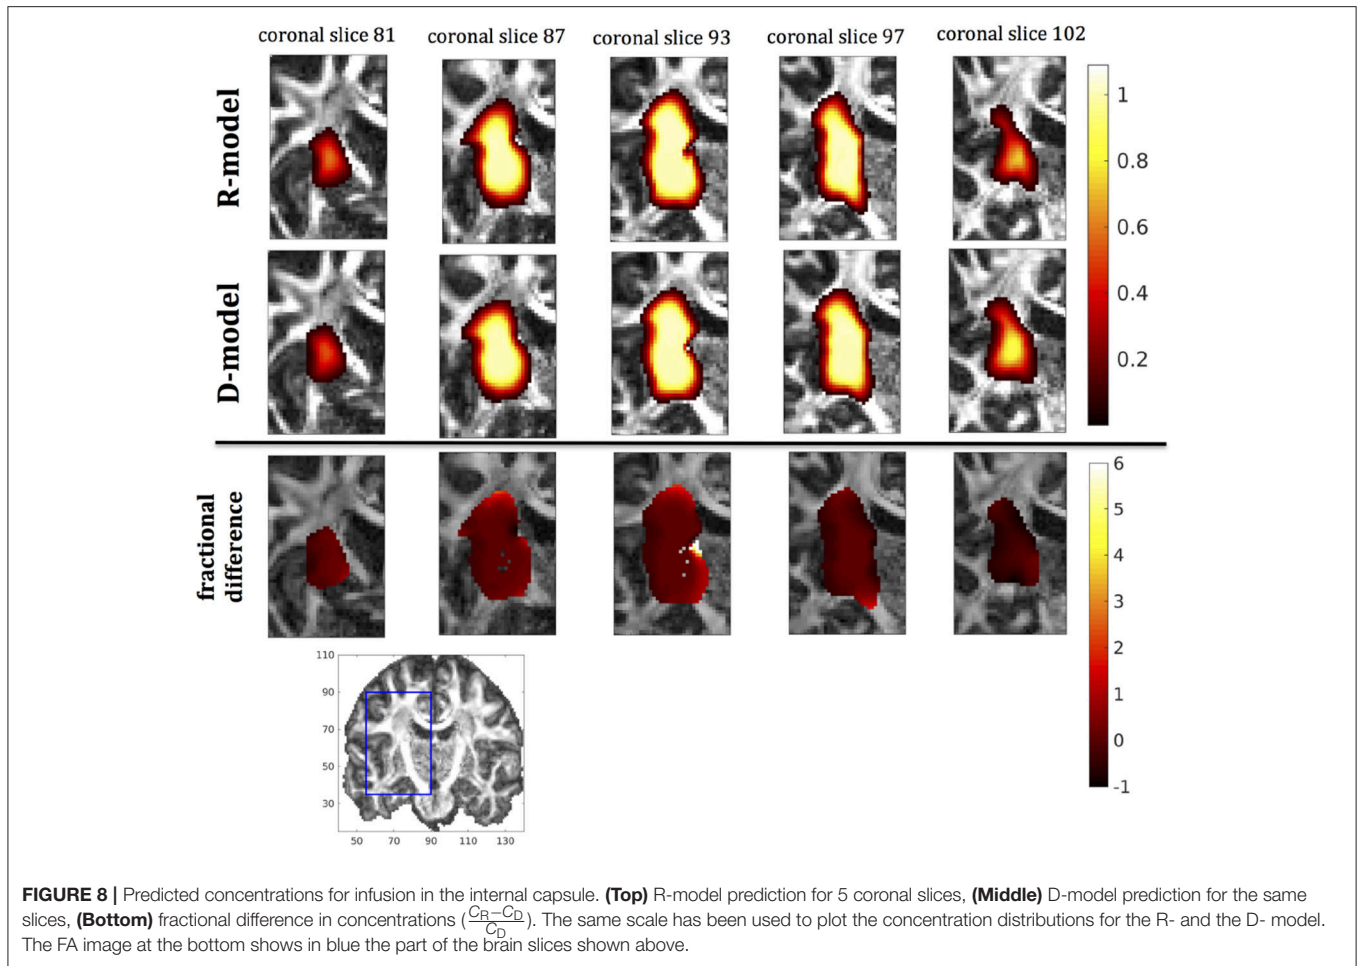 coronal slice 81 coronal slice 87 coronal slice 93 coronal slice 97 coronal slice 102
R-model
1
0.8
0.6
0.4
0.2
D-model
fractional
difference
6
5
4
3
2
1
0
-1
110
90
70
50
30
50 70 90 110 130
FIGURE 8 | Predicted concentrations for infusion in the internal capsule. (Top) R-model prediction for 5 coronal slices, (Middle) D-model prediction for the same
slices, (Bottom) fractional difference in concentrations (\frac{C_R−C_D}{C_D}). The same scale has been used to plot the concentration distributions for the R- and the D- model.
The FA image at the bottom shows in blue the part of the brain slices shown above.